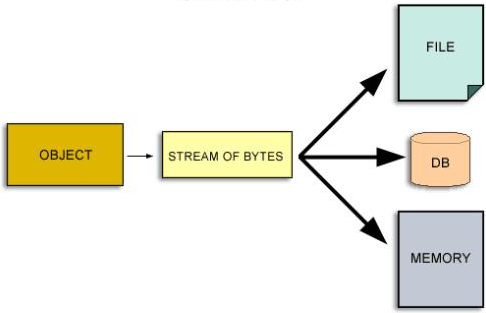 OBJECT
STREAM OF BYTES
FILE
DB
MEMORY